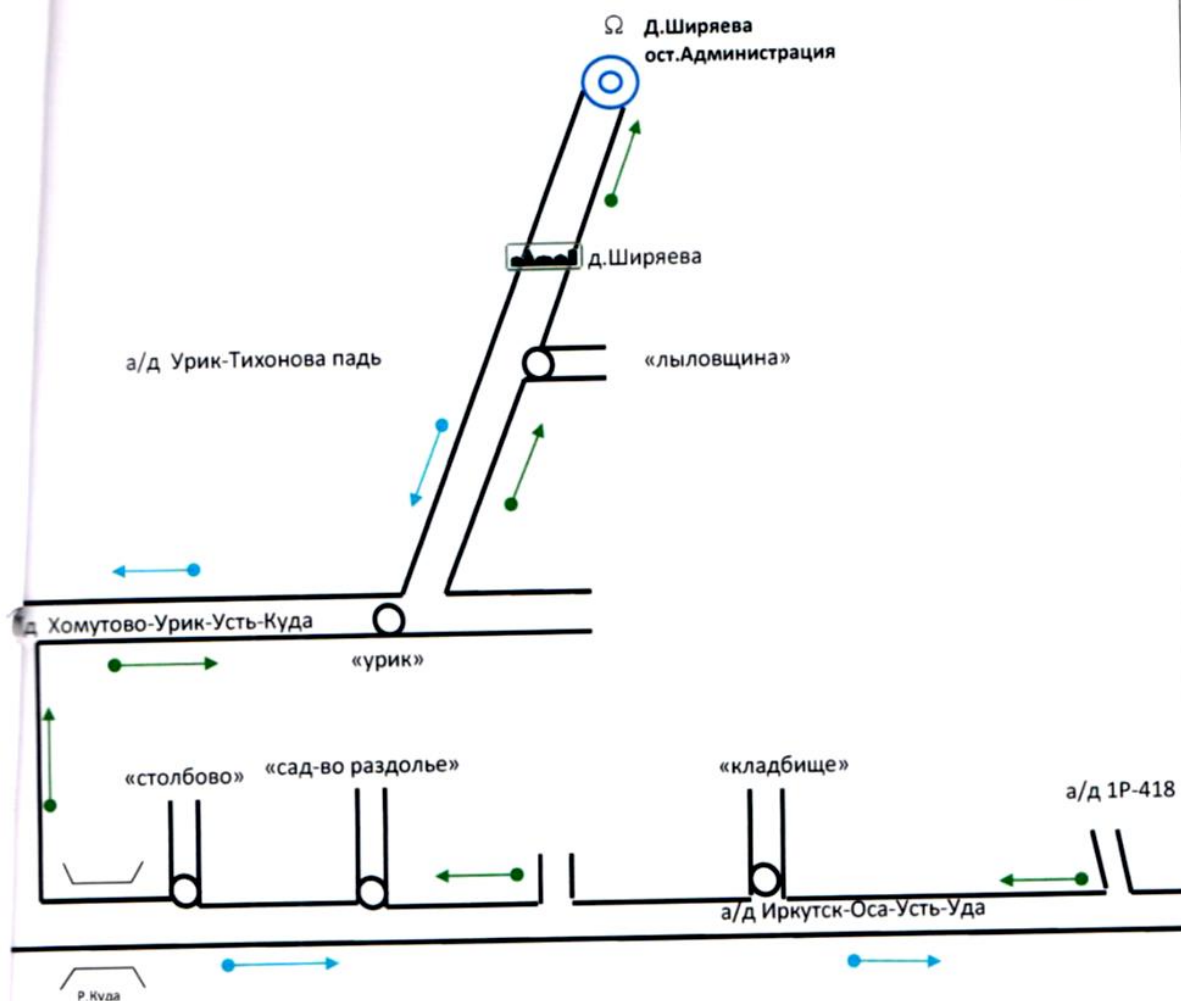 Ω Д.Ширяева
ост.Администрация
д.Ширяева
а/д Урик-Тихонова падь
«лыловщина»
д Хомутово-Урик-Усть-Куда
«урик»
«столбово»
«сад-во раздолье»
«кладбище»
а/д 1Р-418
а/д Иркутск-Оса-Усть-Уда
Р.Куда